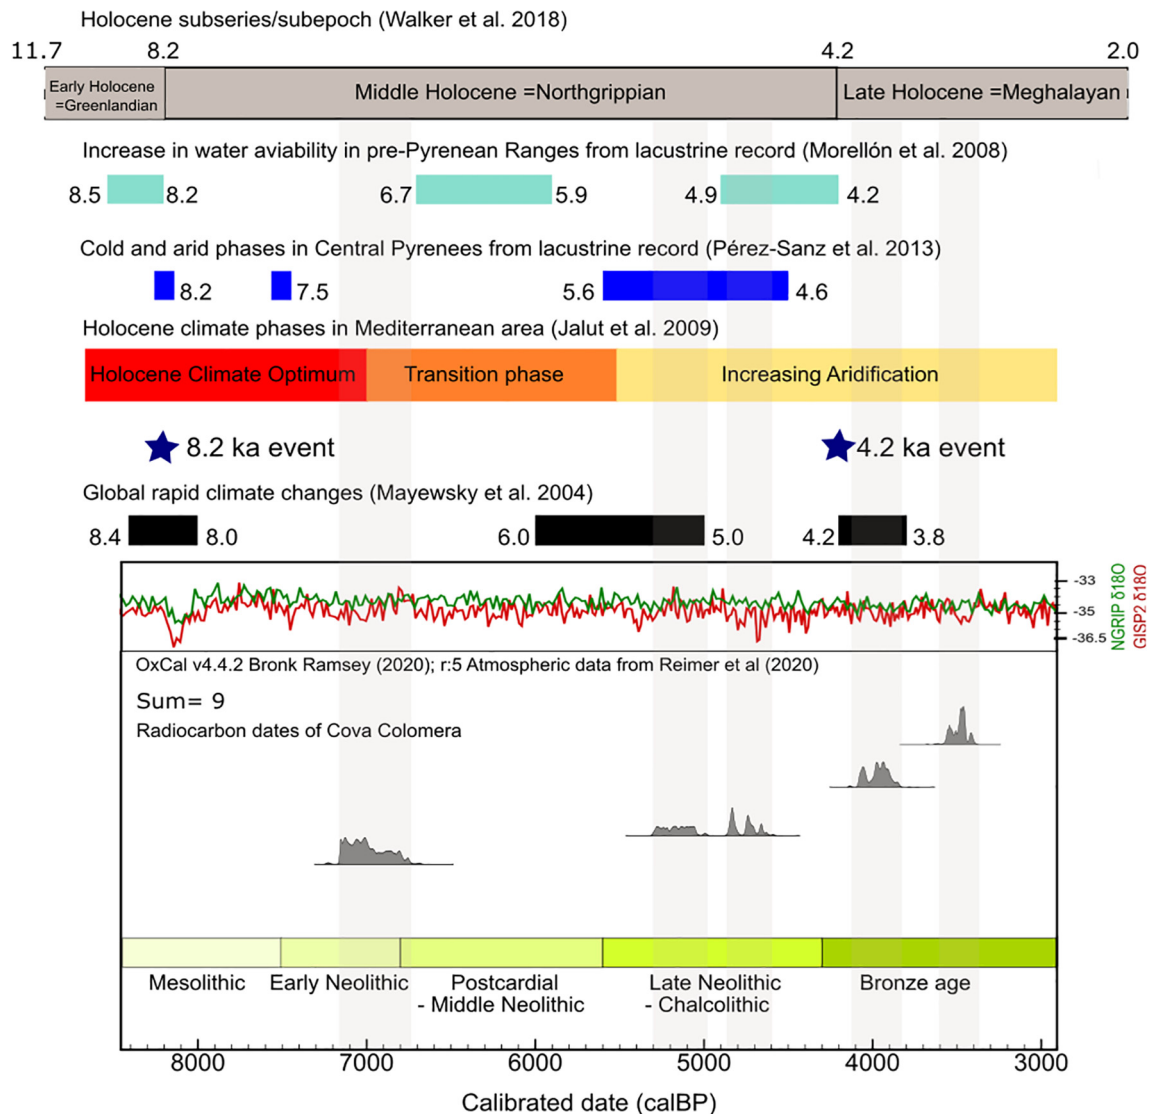 Holocene subseries/subepoch (Walker et al. 2018)
11.7 8.2 4.2 2.0
Early Holocene
=Greenlandian
Middle Holocene =Northgrippian
Late Holocene =Meghalayan
Increase in water aviability in pre-Pyrenean Ranges from lacustrine record (Morellón et al. 2008)
8.5 8.2 6.7 5.9 4.9 4.2
Cold and arid phases in Central Pyrenees from lacustrine record (Pérez-Sanz et al. 2013)
8.2 7.5 5.6 4.6
Holocene climate phases in Mediterranean area (Jalut et al. 2009)
Holocene Climate Optimum Transition phase Increasing Aridification
8.2 ka event 4.2 ka event
Global rapid climate changes (Mayewsky et al. 2004)
8.4 8.0 6.0 5.0 4.2 3.8
-33
-35
-36.5
NGRIP δ18O
GISP2 δ18O
OxCal v4.4.2 Bronk Ramsey (2020); r:5 Atmospheric data from Reimer et al (2020)
Sum= 9
Radiocarbon dates of Cova Colomera
Mesolithic
Early Neolithic
Postcardial
- Middle Neolithic
Late Neolithic
- Chalcolithic
Bronze age
8000 7000 6000 5000 4000 3000
Calibrated date (calBP)